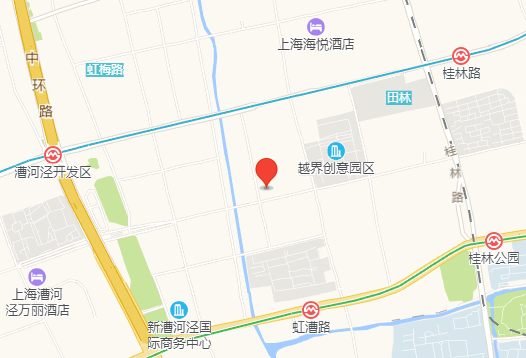 中
环
路
虹梅路
上海海悦酒店
桂林路
田林
漕河泾开发区
越界创意园区
桂
林
路
桂林公园
上海漕河
泾万丽酒店
新漕河泾国
际商务中心
虹漕路